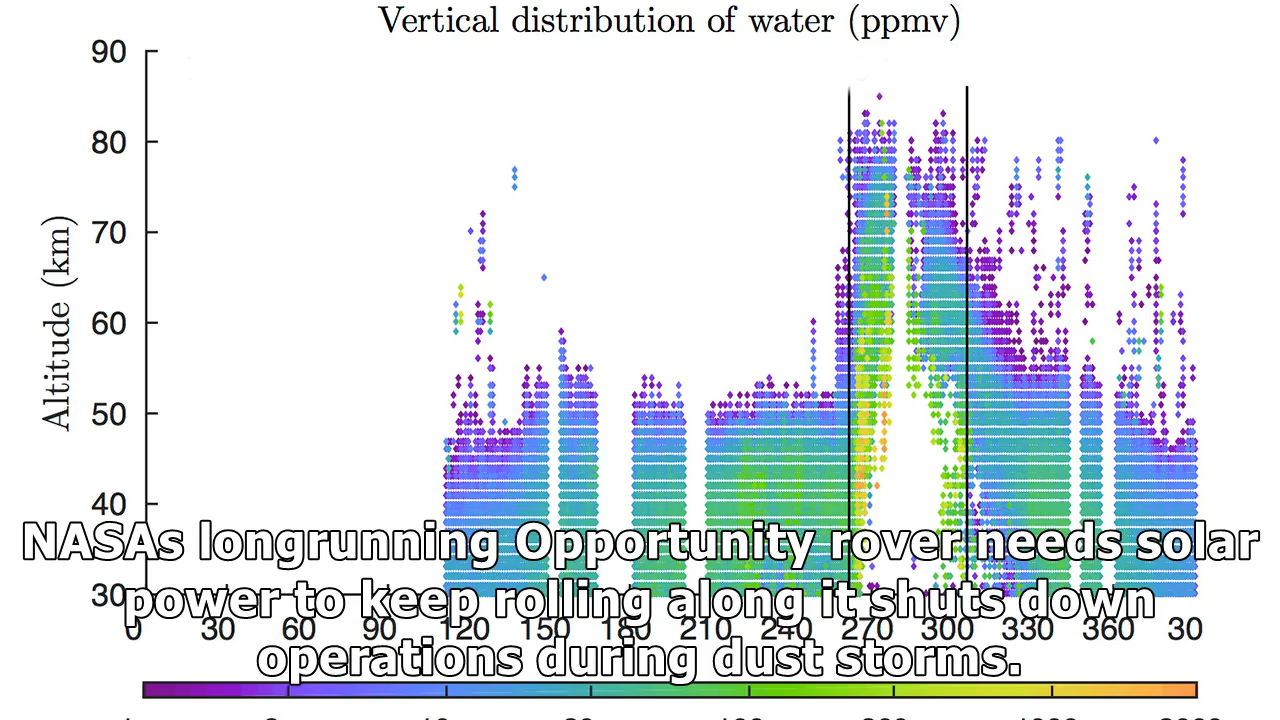 Vertical distribution of water (ppmv)
90
80
70
60
50
40
30
Altitude (km)
NASAs longrunning Opportunity rover needs solar
power to keep rolling along it shuts down
operations during dust storms.
0 30 60 90 120 150 180 210 240 270 300 330 360 30